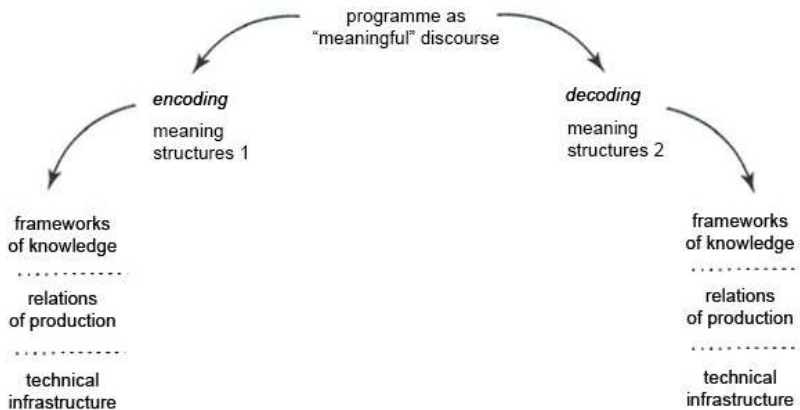 programme as
“meaningful” discourse
encoding
meaning
structures 1
decoding
meaning
structures 2
frameworks
of knowledge
relations
of production
technical
infrastructure
frameworks
of knowledge
relations
of production
technical
infrastructure